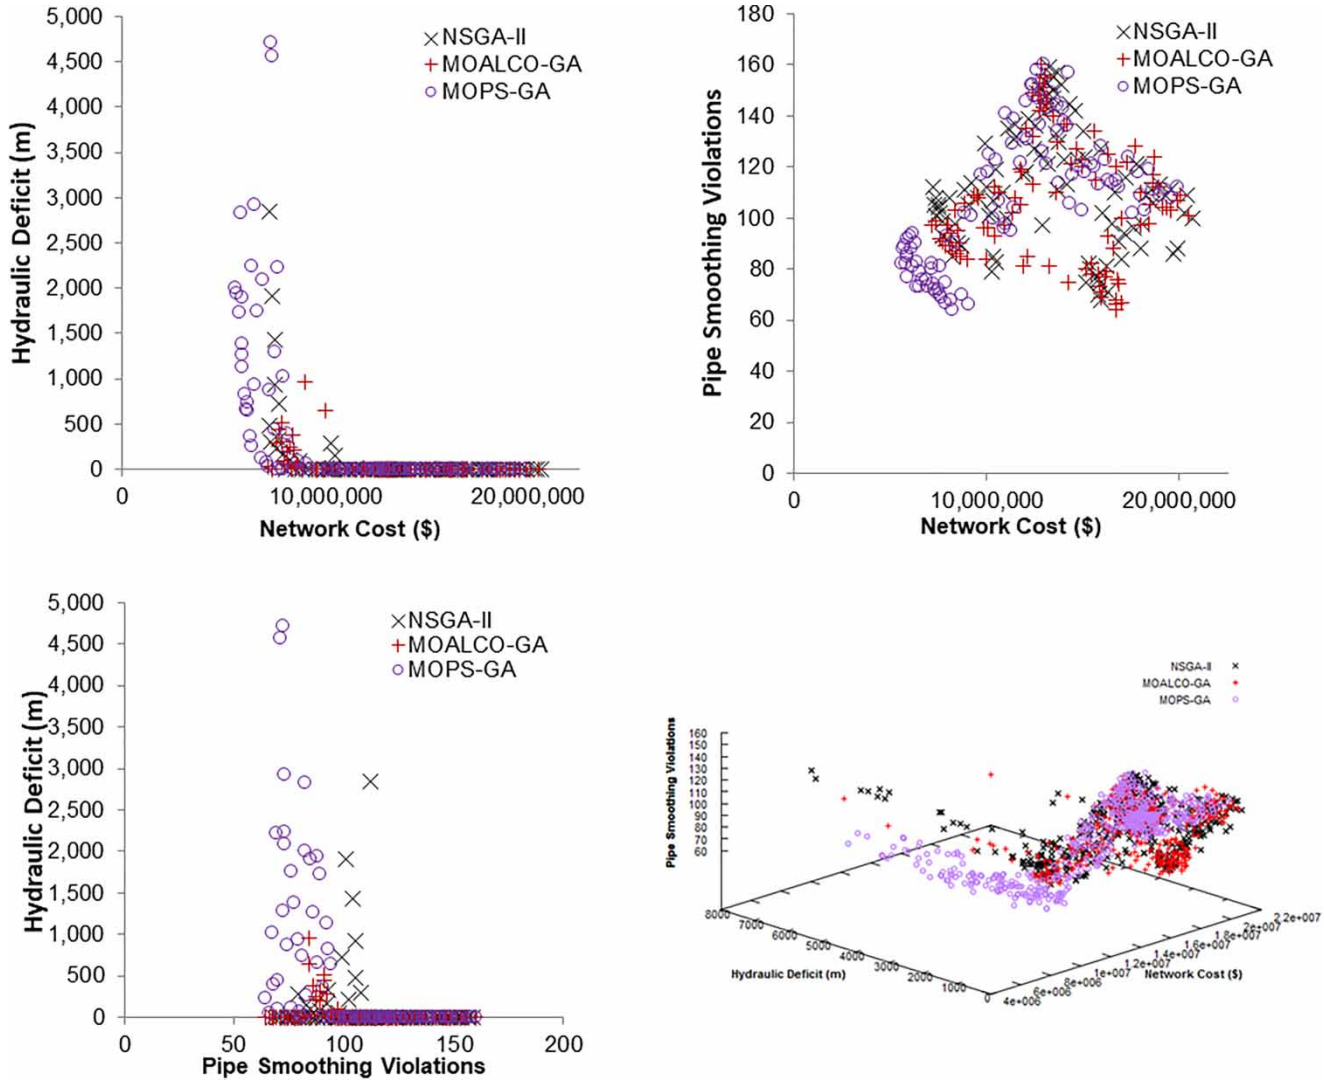 5,000
4,500
4,000
3,500
3,000
2,500
2,000
1,500
1,000
500
0
Hydraulic Deficit (m)
NSGA-II
MOALCO-GA
MOPS-GA
0 10,000,000 20,000,000
Network Cost ($)
180
160
140
120
100
80
60
40
20
0
Pipe Smoothing Violations
NSGA-II
MOALCO-GA
MOPS-GA
0 10,000,000 20,000,000
Network Cost ($)
5,000
4,500
4,000
3,500
3,000
2,500
2,000
1,500
1,000
500
0
Hydraulic Deficit (m)
NSGA-II
MOALCO-GA
MOPS-GA
0 50 100 150 200
Pipe Smoothing Violations
NSGA-II
MOALCO-GA
MOPS-GA
160
150
140
130
120
110
100
90
80
70
60
Pipe Smoothing Violations
8000
7000
6000
5000
4000
3000
2000
1000
0
Hydraulic Deficit (m)
4e+006
6e+006
8e+006
1e+007
1.2e+007
1.4e+007
1.6e+007
1.8e+007
2e+007
2.2e+007
Network Cost ($)